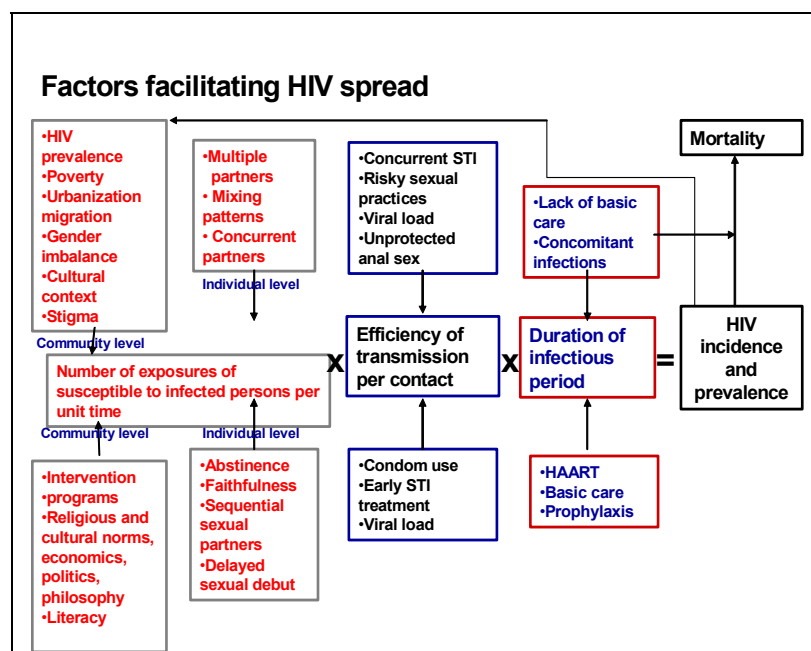 Factors facilitating HIV spread
•HIV
prevalence
•Poverty
•Urbanization
migration
•Gender
imbalance
•Cultural
context
•Stigma
Community level
•Multiple
partners
• Mixing
patterns
• Concurrent
partners
Individual level
•Concurrent STI
•Risky sexual
practices
•Viral load
•Unprotected
anal sex
•Lack of basic
care
•Concomitant
infections
Mortality
Number of exposures of
susceptible to infected persons per
unit time
x
Efficiency of
transmission
per contact
x
Duration of
infectious
period
=
HIV
incidence
and
prevalence
Community level
•Intervention
•programs
•Religious and
cultural norms,
economics,
politics,
philosophy
•Literacy
Individual level
•Abstinence
•Faithfulness
•Sequential
sexual
partners
•Delayed
sexual debut
•Condom use
•Early STI
treatment
•Viral load
•HAART
•Basic care
•Prophylaxis